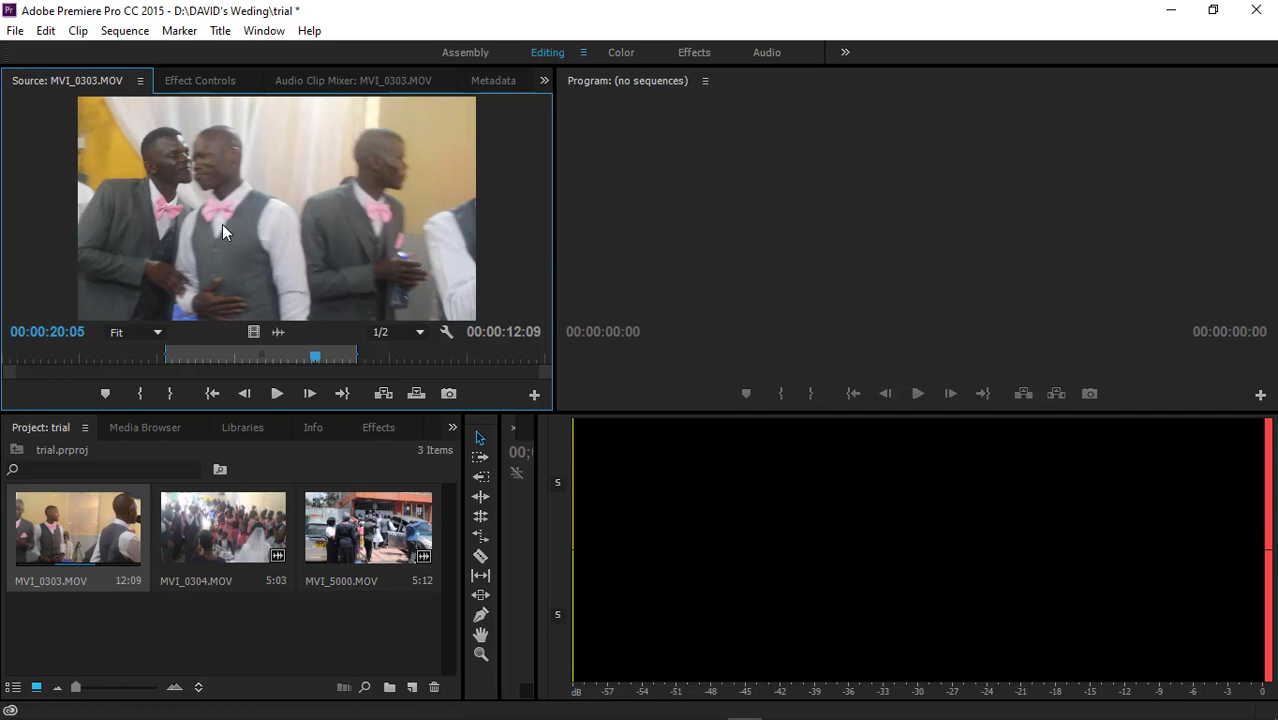 Pr Adobe Premiere Pro CC 2015 - D:\DAVID's Weding\trial *
File Edit Clip Sequence Marker Title Window Help
Assembly Editing Color Effects Audio
Source: MVI_0303.MOV Effect Controls Audio Clip Mixer: MVI_0303.MOV Metadata Program: (no sequences)
00:00:20:05 Fit 1/2 00:00:12:09 00:00:00:00 00:00:00:00
Project: trial Media Browser Libraries Info Effects
trial.prproj 3 Items
MVI_0303.MOV 12:09 MVI_0304.MOV 5:03 MVI_5000.MOV 5:12
S
S
dB -57 -54 -51 -48 -45 -42 -39 -36 -33 -30 -27 -24 -21 -18 -15 -12 -9 -6 -3 0